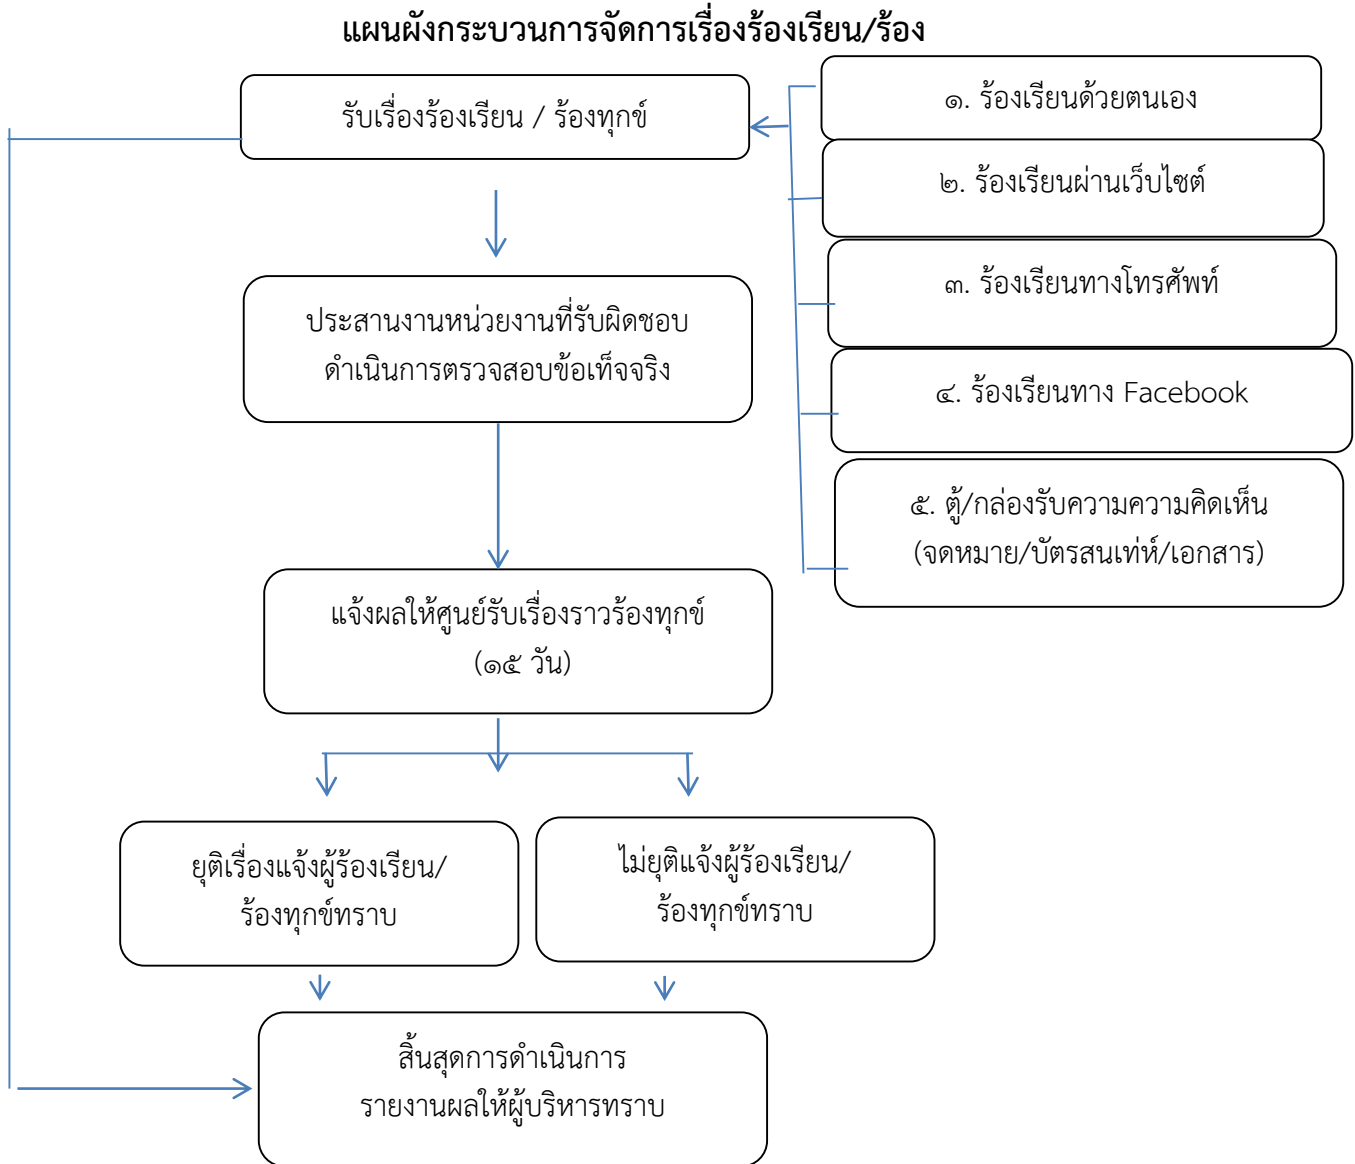 แผนผังกระบวนการจัดการเรื่องร้องเรียน/ร้อง
รับเรื่องร้องเรียน / ร้องทุกข์
๑. ร้องเรียนด้วยตนเอง
๒. ร้องเรียนผ่านเว็บไซต์
๓. ร้องเรียนทางโทรศัพท์
๔. ร้องเรียนทาง Facebook
๕. ตู้/กล่องรับความความคิดเห็น
(จดหมาย/บัตรสนเท่ห์/เอกสาร)
ประสานงานหน่วยงานที่รับผิดชอบ
ดำเนินการตรวจสอบข้อเท็จจริง
แจ้งผลให้ศูนย์รับเรื่องราวร้องทุกข์
(๑๕ วัน)
ยุติเรื่องแจ้งผู้ร้องเรียน/
ร้องทุกข์ทราบ
ไม่ยุติแจ้งผู้ร้องเรียน/
ร้องทุกข์ทราบ
สิ้นสุดการดำเนินการ
รายงานผลให้ผู้บริหารทราบ